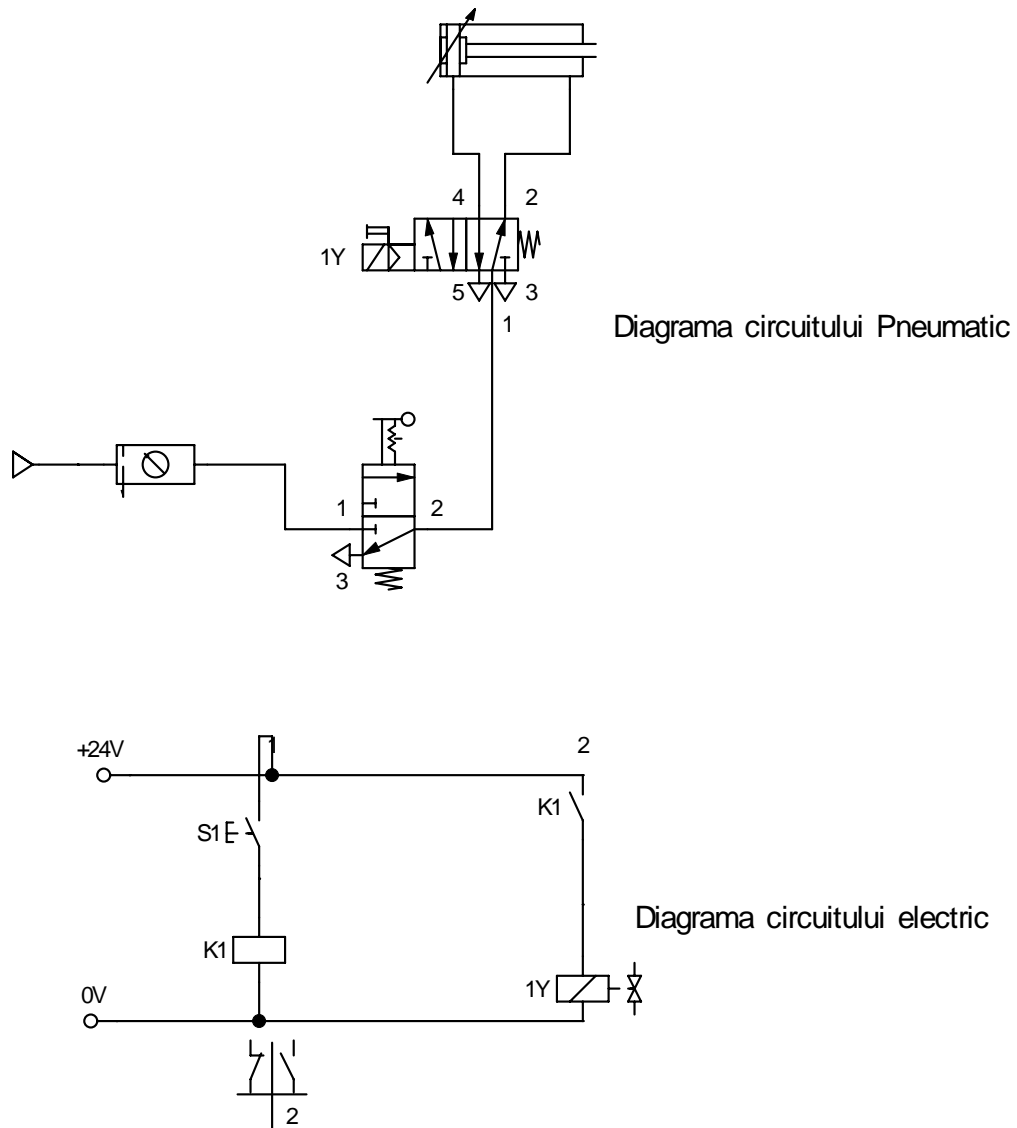 4 2
1Y
5 3
1
Diagrama circuitului Pneumatic
1 2
3
+24V 1 2
K1
S1
Diagrama circuitului electric
K1
1Y
0V
2